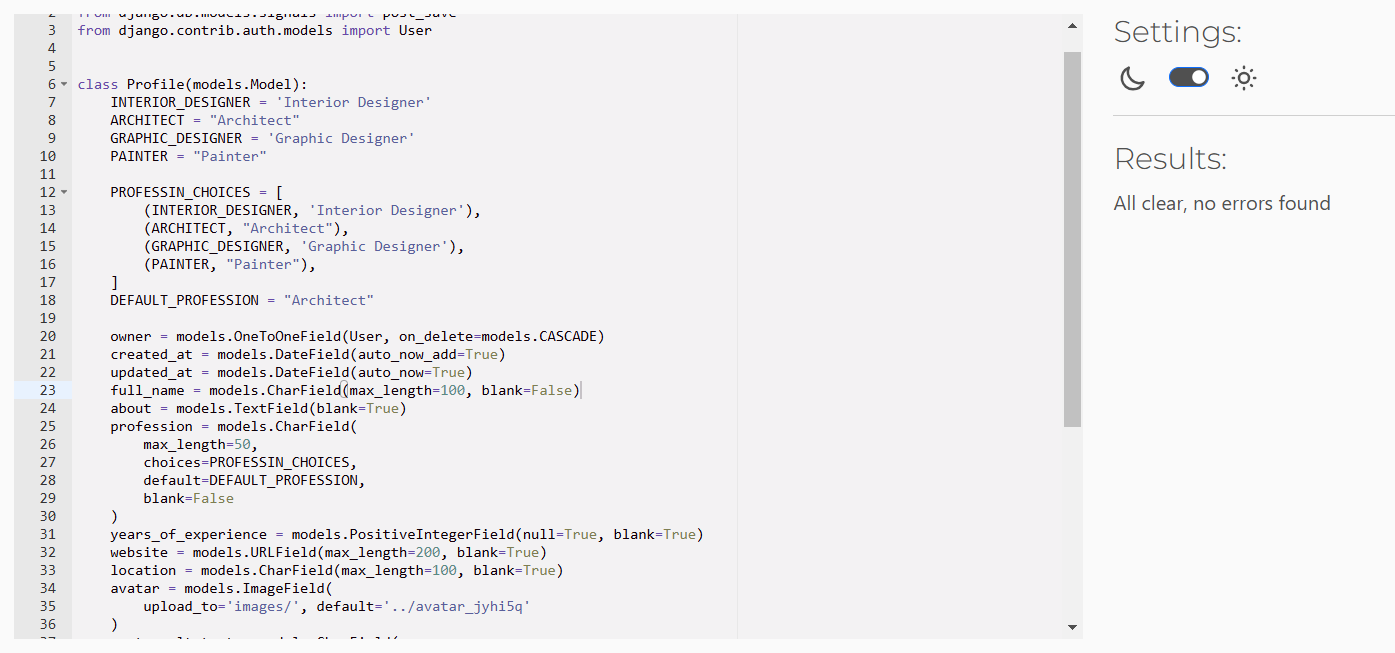 2 from django.db.models.signals import post_save
3 from django.contrib.auth.models import User
4
5
6 class Profile(models.Model):
7     INTERIOR_DESIGNER = 'Interior Designer'
8     ARCHITECT = "Architect"
9     GRAPHIC_DESIGNER = 'Graphic Designer'
10     PAINTER = "Painter"
11
12     PROFESSIN_CHOICES = [
13         (INTERIOR_DESIGNER, 'Interior Designer'),
14         (ARCHITECT, "Architect"),
15         (GRAPHIC_DESIGNER, 'Graphic Designer'),
16         (PAINTER, "Painter"),
17     ]
18     DEFAULT_PROFESSION = "Architect"
19
20     owner = models.OneToOneField(User, on_delete=models.CASCADE)
21     created_at = models.DateField(auto_now_add=True)
22     updated_at = models.DateField(auto_now=True)
23     full_name = models.CharField(max_length=100, blank=False)
24     about = models.TextField(blank=True)
25     profession = models.CharField(
26         max_length=50,
27         choices=PROFESSIN_CHOICES,
28         default=DEFAULT_PROFESSION,
29         blank=False
30     )
31     years_of_experience = models.PositiveIntegerField(null=True, blank=True)
32     website = models.URLField(max_length=200, blank=True)
33     location = models.CharField(max_length=100, blank=True)
34     avatar = models.ImageField(
35         upload_to='images/', default='../avatar_jyhi5q'
36     )
Settings:
Results:
All clear, no errors found